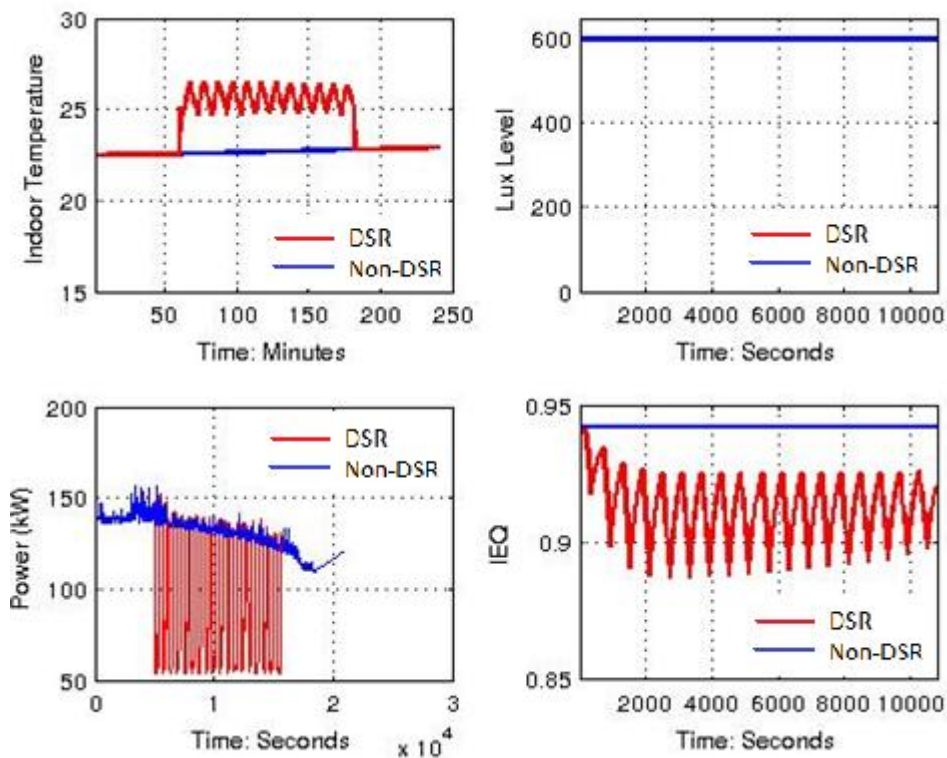 30
25
20
15
50
100
150
200
250
Indoor Temperature
Time: Minutes
DSR
Non-DSR
600
400
200
0
2000
4000
6000
8000
10000
Lux Level
Time: Seconds
DSR
Non-DSR
200
150
100
50
0
1
2
3
Power (kW)
Time: Seconds
x 10^4
DSR
Non-DSR
0.95
0.9
0.85
2000
4000
6000
8000
10000
IEQ
Time: Seconds
DSR
Non-DSR